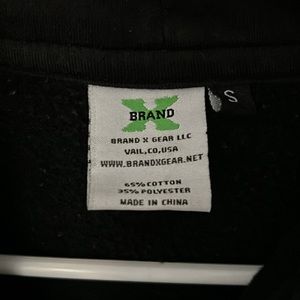 X
BRAND
BRAND X GEAR LLC
VAIL,CO,USA
WWW.BRANDXGEAR.NET
65% COTTON
35% POLYESTER
MADE IN CHINA
S